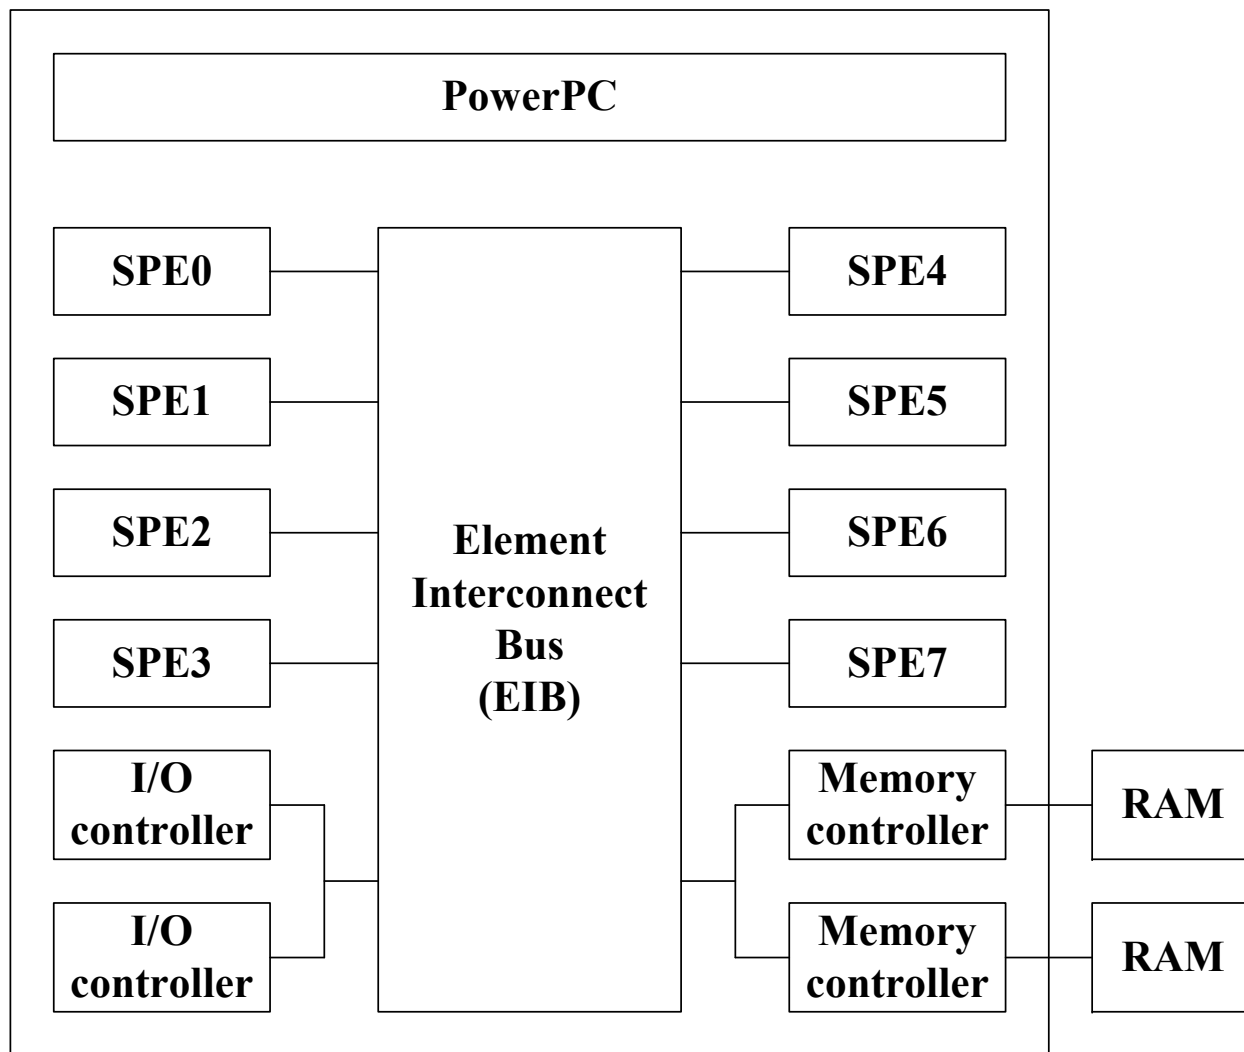 PowerPC
SPE0
SPE4
SPE1
SPE5
SPE2
SPE6
SPE3
SPE7
Element
Interconnect
Bus
(EIB)
I/O
controller
Memory
controller
RAM
I/O
controller
Memory
controller
RAM